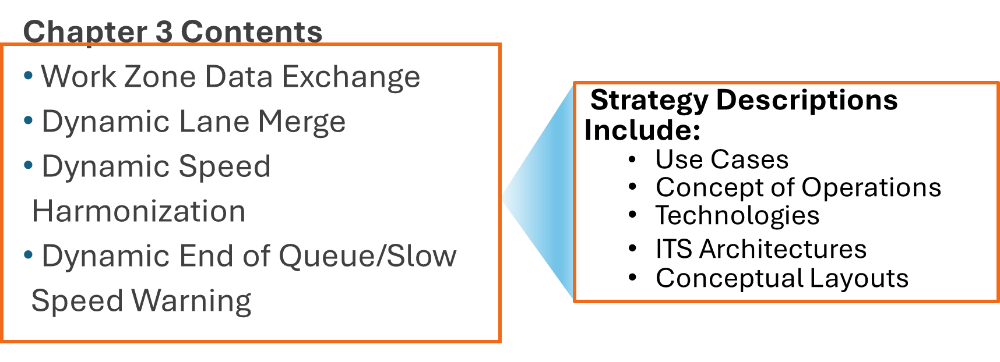 Chapter 3 Contents
• Work Zone Data Exchange
• Dynamic Lane Merge
• Dynamic Speed
Harmonization
• Dynamic End of Queue/Slow
Speed Warning
Strategy Descriptions
Include:
• Use Cases
• Concept of Operations
• Technologies
• ITS Architectures
• Conceptual Layouts